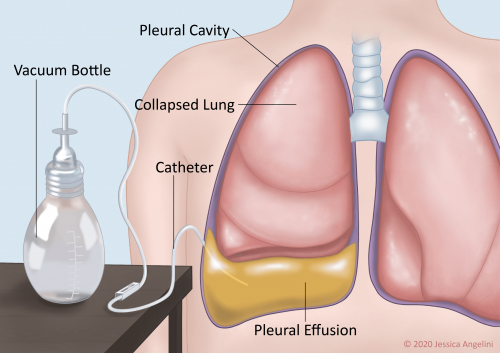 Pleural Cavity
Vacuum Bottle
Collapsed Lung
Catheter
Pleural Effusion
© 2020 Jessica Angelini